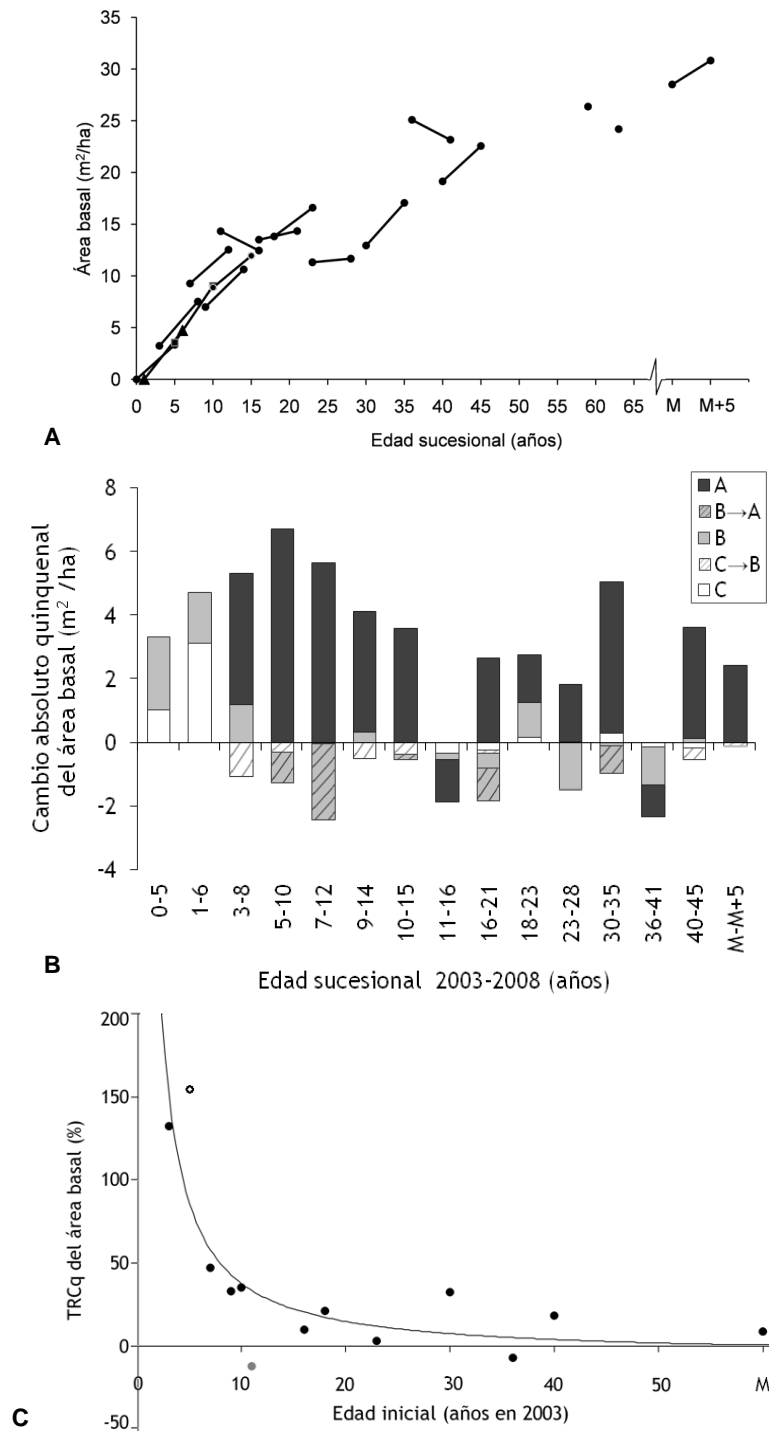 35
30
25
20
15
10
5
0
Área basal (m²/ha)
0 5 10 15 20 25 30 35 40 45 50 55 60 65 M M+5
Edad sucesional (años)
A
8
6
4
2
0
-2
-4
Cambio absoluto quinquenal
del área basal (m² /ha)
A
B→A
B
C→B
C
0-5
1-6
3-8
5-10
7-12
9-14
10-15
11-16
16-21
18-23
23-28
30-35
36-41
40-45
M-M+5
Edad sucesional 2003-2008 (años)
B
200
150
100
50
0
-50
TRCq del área basal (%)
0 10 20 30 40 50 M
Edad inicial (años en 2003)
C